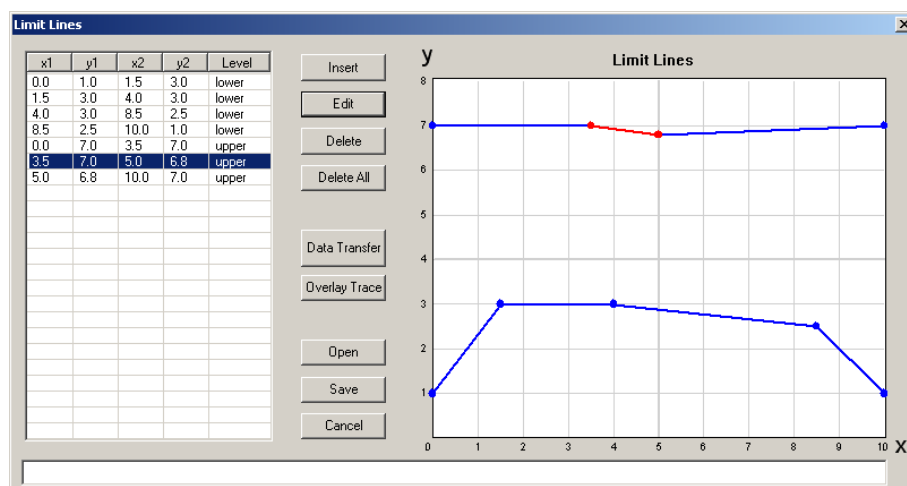 Limit Lines
x1 y1 x2 y2 Level
0.0 1.0 1.5 3.0 lower
1.5 3.0 4.0 3.0 lower
4.0 3.0 8.5 2.5 lower
8.5 2.5 10.0 1.0 lower
0.0 7.0 3.5 7.0 upper
3.5 7.0 5.0 6.8 upper
5.0 6.8 10.0 7.0 upper
Insert
Edit
Delete
Delete All
Data Transfer
Overlay Trace
Open
Save
Cancel
y
Limit Lines
8
7
6
5
4
3
2
1
0 1 2 3 4 5 6 7 8 9 10 X